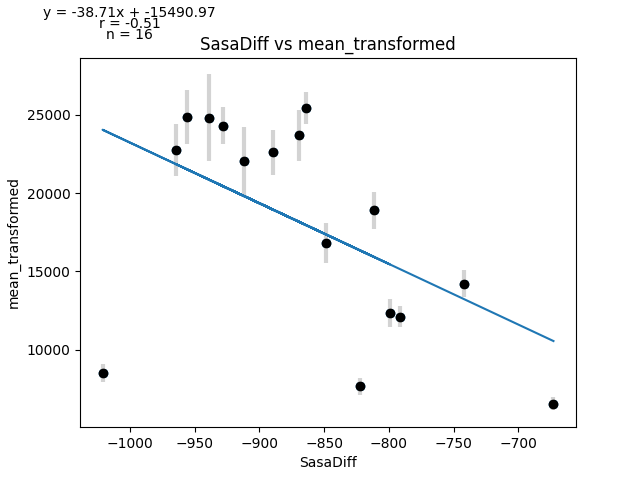 y = -38.71x + -15490.97
r = -0.51
n = 16
SasaDiff vs mean_transformed
mean_transformed
25000
20000
15000
10000
−1000
−950
−900
−850
−800
−750
−700
SasaDiff